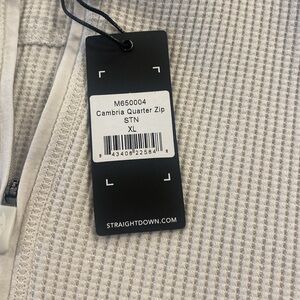 M650004
Cambria Quarter Zip
STN
XL
STRAIGHTDOWN.COM